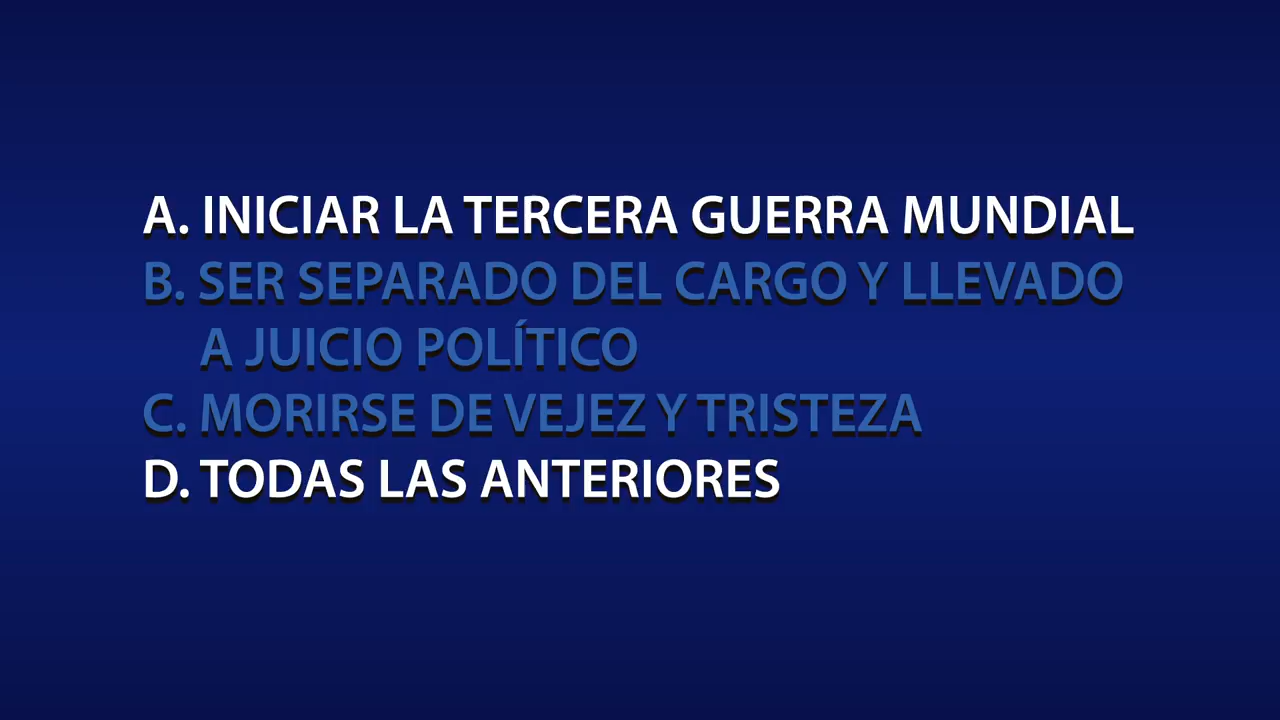 A. INICIAR LA TERCERA GUERRA MUNDIAL
B. SER SEPARADO DEL CARGO Y LLEVADO
A JUICIO POLÍTICO
C. MORIRSE DE VEJEZ Y TRISTEZA
D. TODAS LAS ANTERIORES